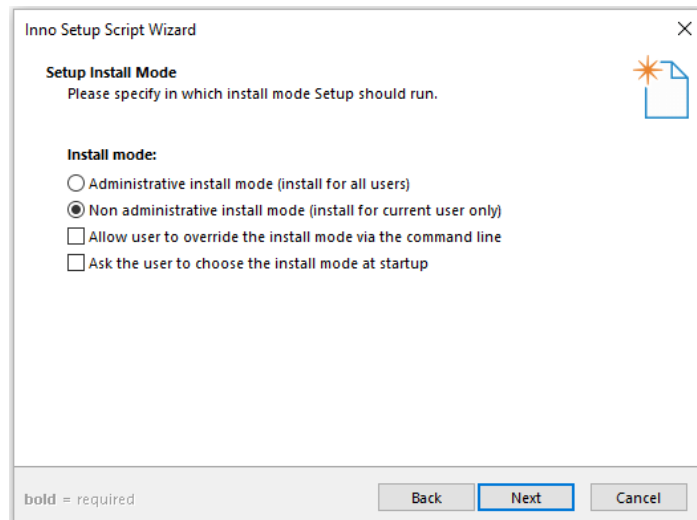 Inno Setup Script Wizard
Setup Install Mode
Please specify in which install mode Setup should run.
Install mode:
Administrative install mode (install for all users)
Non administrative install mode (install for current user only)
Allow user to override the install mode via the command line
Ask the user to choose the install mode at startup
bold = required
Back Next Cancel